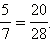 5/7 = 20/28.